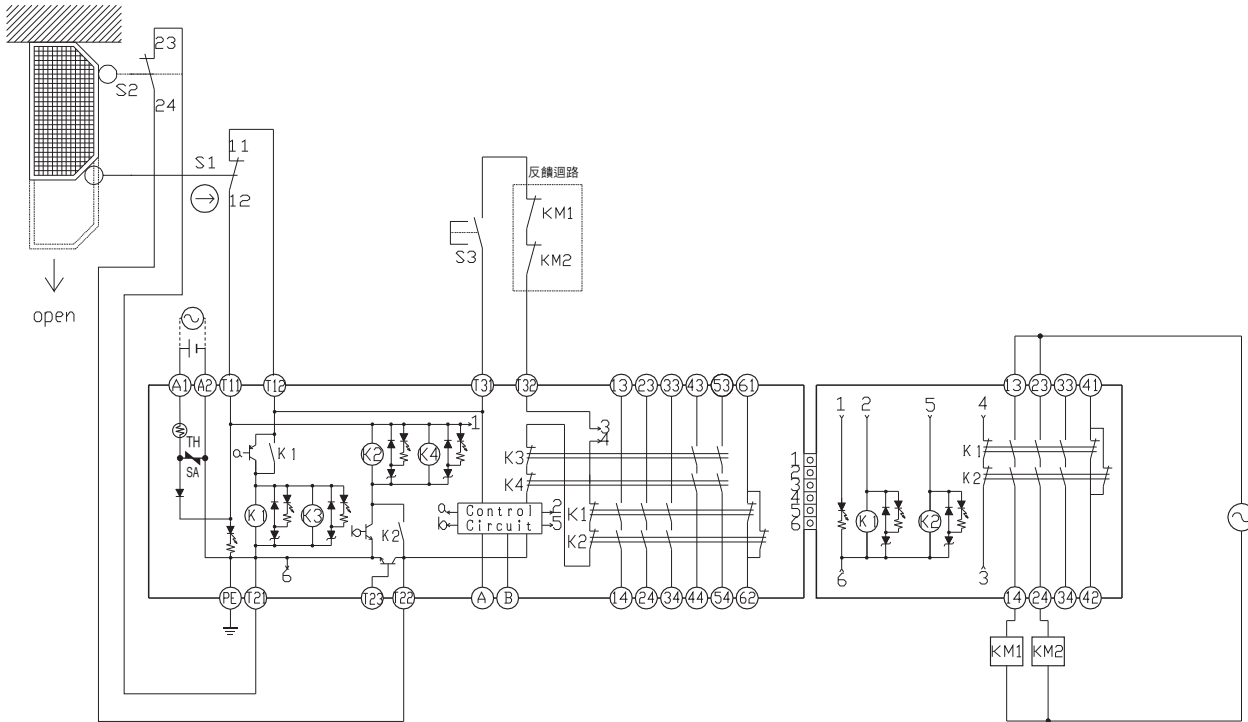 23
S2
24
11
S1
12
open
反饋迴路
KM1
S3
KM2
A1 A2 T11 T12 T31 T32 13 23 33 43 53 61
13 23 33 41
TH
SA
a
K1
K2
K4
1
3
4
K3
K4
K1
K3
a
b
Control
Circuit
2
5
K1
K2
b
K2
6
1
2
3
4
5
6
1 2 5 4
K1
K2
K1
K2
6
3
PE T21 T23 T22 A B 14 24 34 44 54 62
14 24 34 42
KM1 KM2